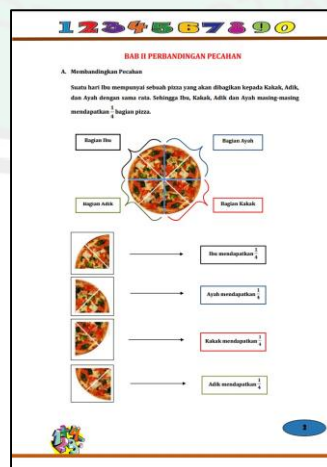 1234567890
BAB II PERBANDINGAN PECAHAN
A. Membandingkan Pecahan
Suatu hari Ibu mempunyai sebuah pizza yang akan dibagikan kepada Kakak, Adik,
dan Ayah dengan sama rata. Sehingga Ibu, Kakak, Adik dan Ayah masing-masing
mendapatkan 1/4 bagian pizza.
Bagian Ibu
Bagian Ayah
Bagian Adik
Bagian Kakak
Ibu mendapatkan 1/4
Ayah mendapatkan 1/4
Kakak mendapatkan 1/4
Adik mendapatkan 1/4
3